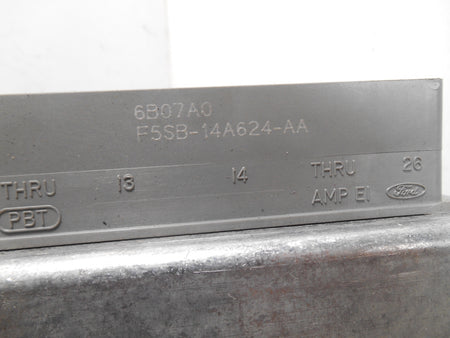 6B07A0
F5SB-14A624-AA
THRU 13 14 THRU 26
PBT AMP EI Ford